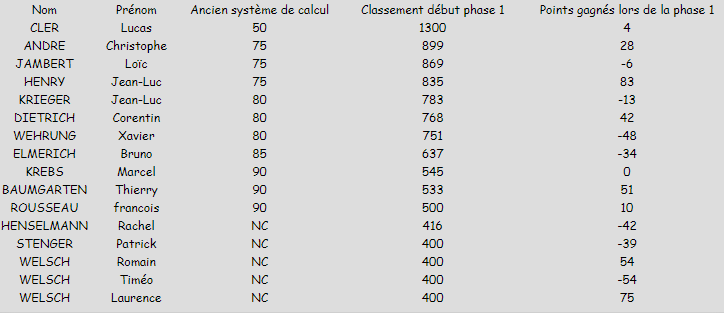 Nom Prénom Ancien système de calcul Classement début phase 1 Points gagnés lors de la phase 1
CLER Lucas 50 1300 4
ANDRE Christophe 75 899 28
JAMBERT Loïc 75 869 -6
HENRY Jean-Luc 75 835 83
KRIEGER Jean-Luc 80 783 -13
DIETRICH Corentin 80 768 42
WEHRUNG Xavier 80 751 -48
ELMERICH Bruno 85 637 -34
KREBS Marcel 90 545 0
BAUMGARTEN Thierry 90 533 51
ROUSSEAU francois 90 500 10
HENSELMANN Rachel NC 416 -42
STENGER Patrick NC 400 -39
WELSCH Romain NC 400 54
WELSCH Timéo NC 400 -54
WELSCH Laurence NC 400 75